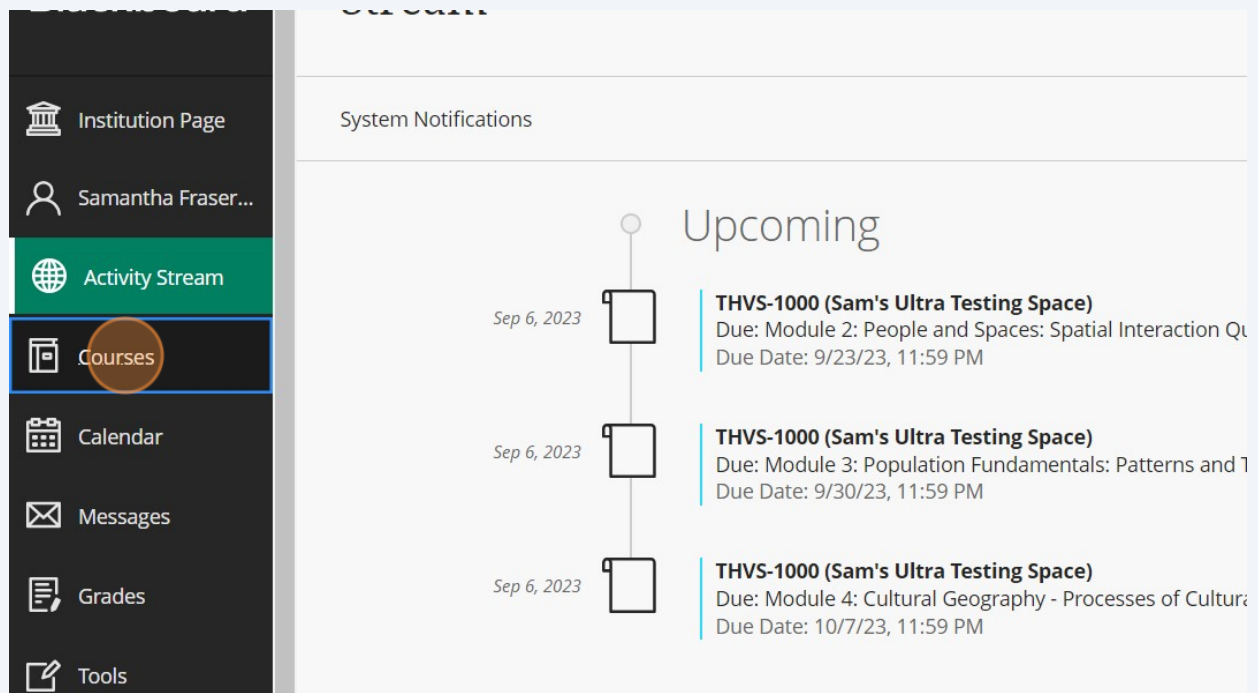 Institution Page
Samantha Fraser...
Activity Stream
Courses
Calendar
Messages
Grades
Tools
System Notifications
Upcoming
Sep 6, 2023
THVS-1000 (Sam's Ultra Testing Space)
Due: Module 2: People and Spaces: Spatial Interaction
Due Date: 9/23/23, 11:59 PM
Sep 6, 2023
THVS-1000 (Sam's Ultra Testing Space)
Due: Module 3: Population Fundamentals: Patterns and
Due Date: 9/30/23, 11:59 PM
Sep 6, 2023
THVS-1000 (Sam's Ultra Testing Space)
Due: Module 4: Cultural Geography - Processes of
Due Date: 10/7/23, 11:59 PM